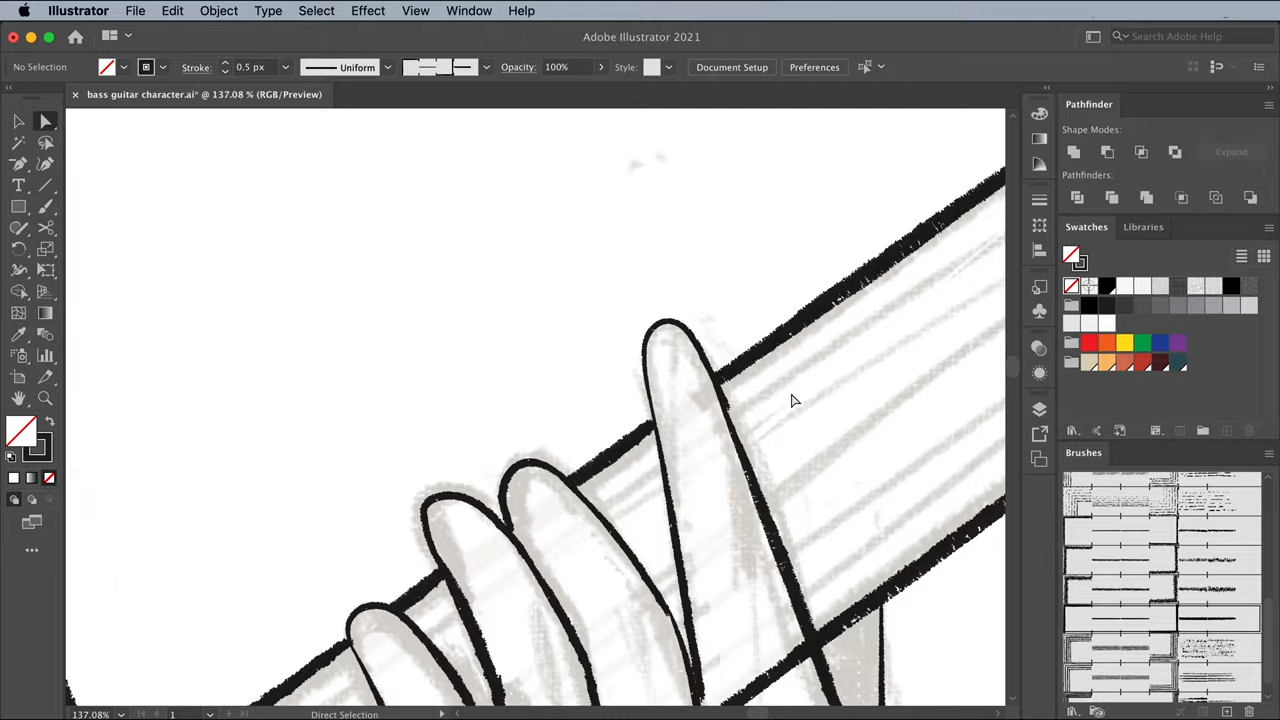 Illustrator File Edit Object Type Select Effect View Window Help
Adobe Illustrator 2021
Search Adobe Help
No Selection Stroke: 0.5 px Uniform Opacity: 100% Style: Document Setup Preferences
× bass guitar character.ai* @ 137.08 % (RGB/Preview)
Pathfinder
Shape Modes:
Expand
Pathfinders:
Swatches Libraries
Brushes
137.08% 1 Direct Selection